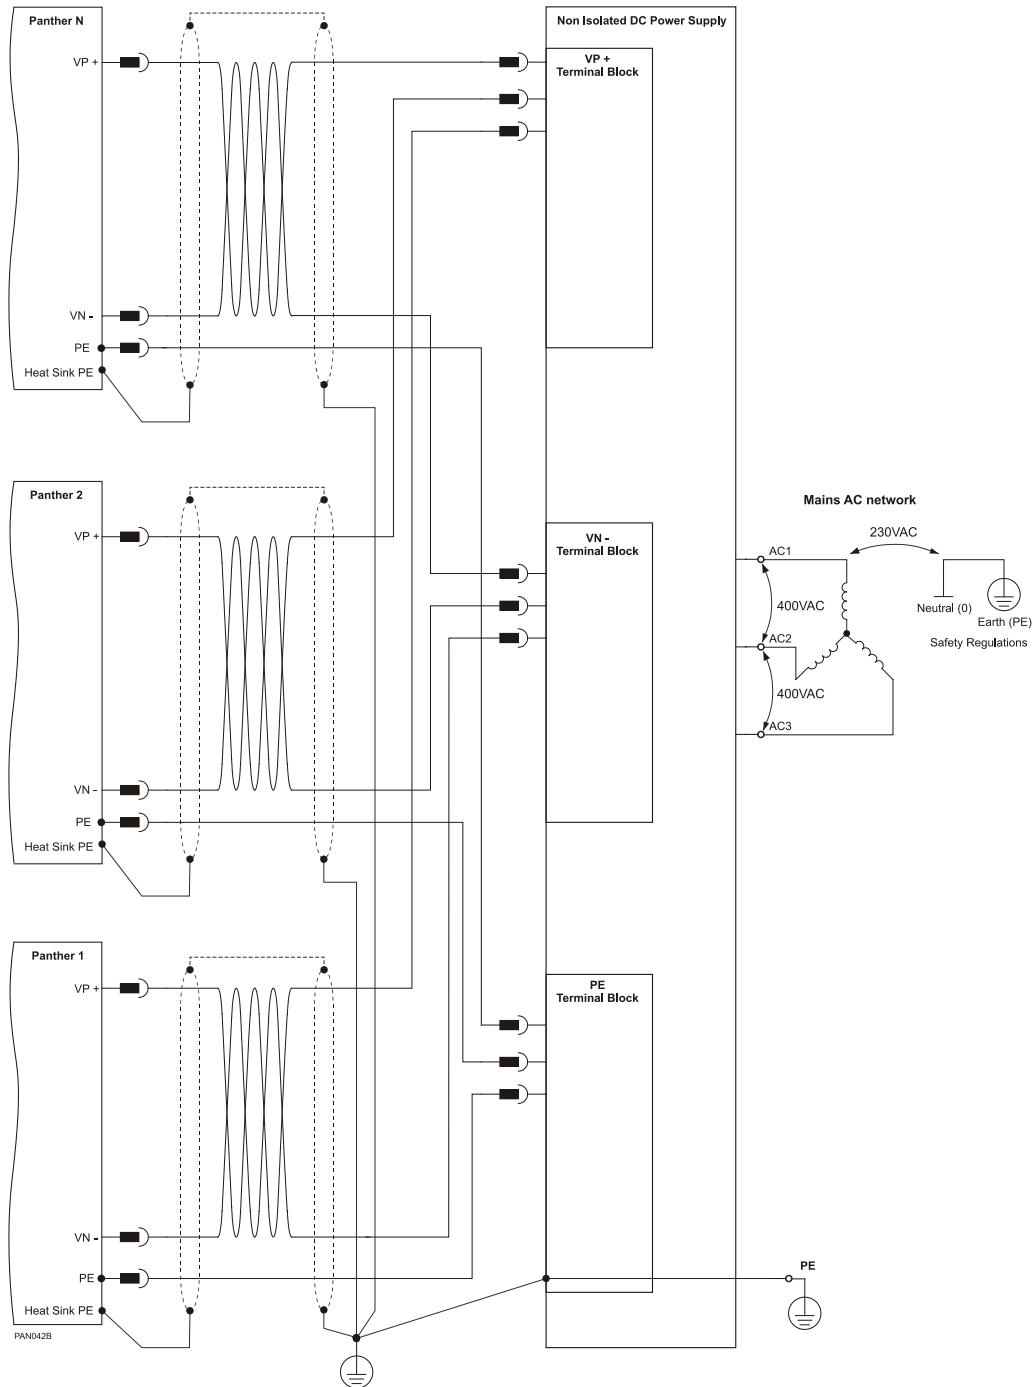 Panther N
VP +
VN -
PE
Heat Sink PE
Non Isolated DC Power Supply
VP +
Terminal Block
Panther 2
VP +
VN -
PE
Heat Sink PE
VN -
Terminal Block
Mains AC network
230VAC
AC1
400VAC
AC2
400VAC
AC3
Neutral (0)
Earth (PE)
Safety Regulations
Panther 1
VP +
VN -
PE
Heat Sink PE
PE
Terminal Block
PE
PAN042B